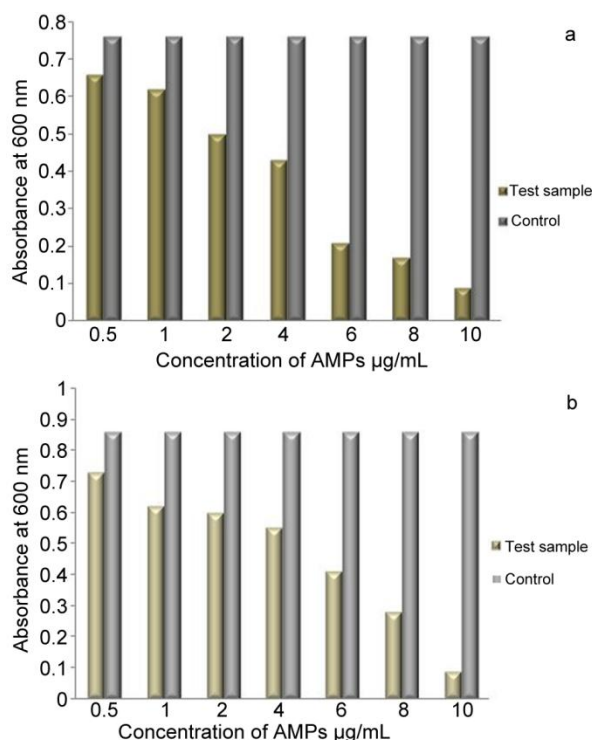 a
0.8
0.7
0.6
0.5
0.4
0.3
0.2
0.1
0
Absorbance at 600 nm
Test sample
Control
0.5 1 2 4 6 8 10
Concentration of AMPs µg/mL
b
1
0.9
0.8
0.7
0.6
0.5
0.4
0.3
0.2
0.1
0
Absorbance at 600 nm
Test sample
Control
0.5 1 2 4 6 8 10
Concentration of AMPs µg/mL